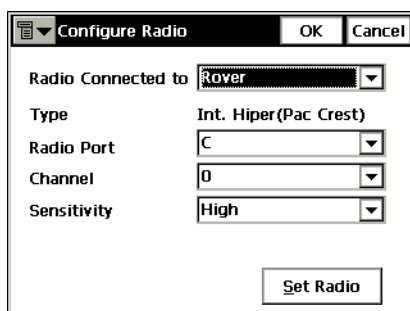 Configure Radio OK Cancel
Radio Connected to Rover
Type Int. Hiper(Pac Crest)
Radio Port C
Channel 0
Sensitivity High
Set Radio